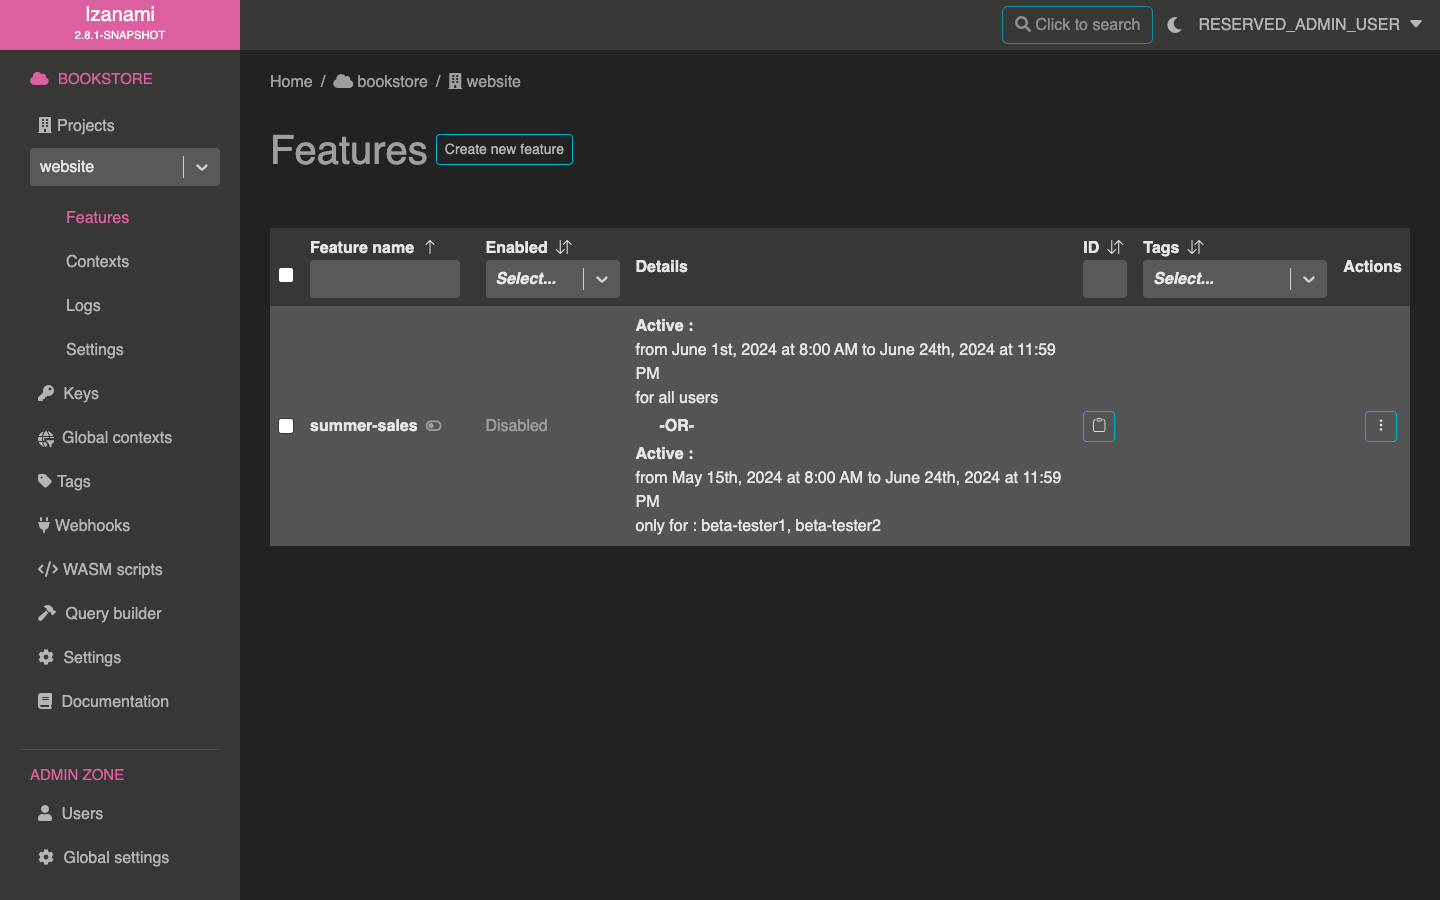 Izanami
2.8.1-SNAPSHOT
Click to search
RESERVED_ADMIN_USER
BOOKSTORE
Projects
website
Features
Contexts
Logs
Settings
Keys
Global contexts
Tags
Webhooks
WASM scripts
Query builder
Settings
Documentation
ADMIN ZONE
Users
Global settings
Home / bookstore / website
Features Create new feature
Feature name Enabled Details ID Tags Actions
Select... Select...
summer-sales Disabled
Active :
from June 1st, 2024 at 8:00 AM to June 24th, 2024 at 11:59
PM
for all users
-OR-
Active :
from May 15th, 2024 at 8:00 AM to June 24th, 2024 at 11:59
PM
only for : beta-tester1, beta-tester2